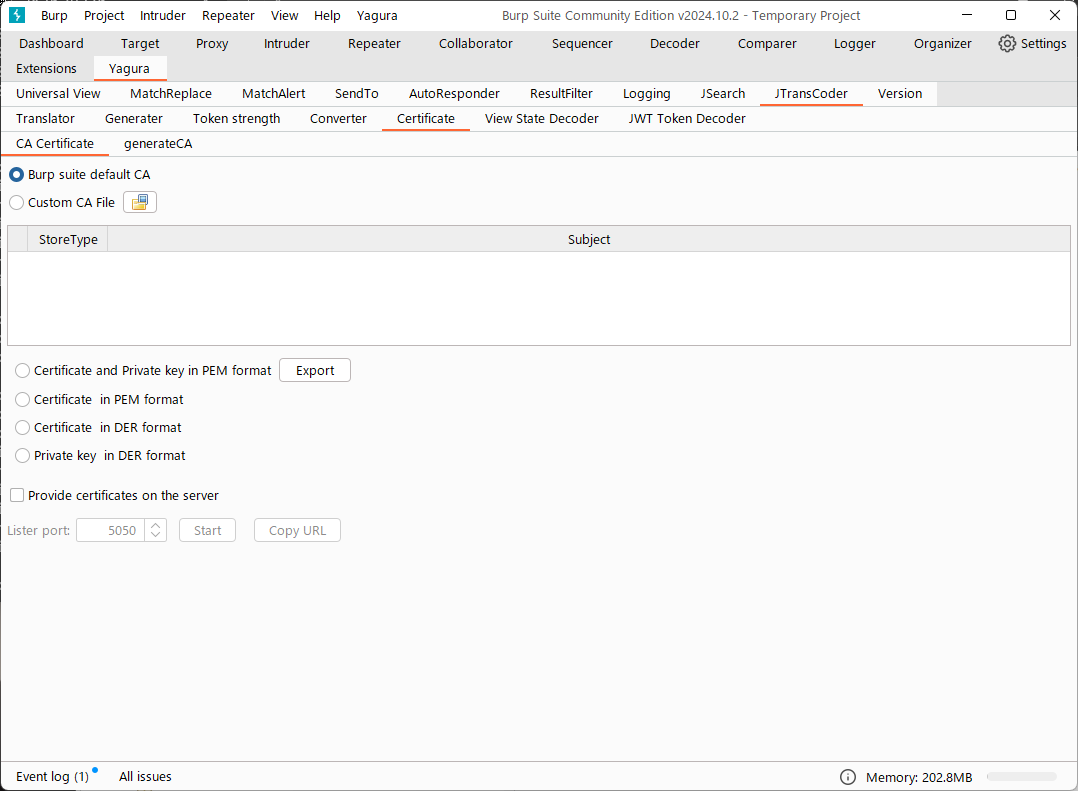 Burp Project Intruder Repeater View Help Yagura Burp Suite Community Edition v2024.10.2 - Temporary Project
Dashboard Target Proxy Intruder Repeater Collaborator Sequencer Decoder Comparer Logger Organizer Settings
Extensions Yagura
Universal View MatchReplace MatchAlert SendTo AutoResponder ResultFilter Logging JSearch JTransCoder Version
Translator Generater Token strength Converter Certificate View State Decoder JWT Token Decoder
CA Certificate generateCA
Burp suite default CA
Custom CA File
StoreType Subject
Certificate and Private key in PEM format Export
Certificate  in PEM format
Certificate  in DER format
Private key  in DER format
Provide certificates on the server
Lister port: 5050 Start Copy URL
Event log (1) All issues Memory: 202.8MB